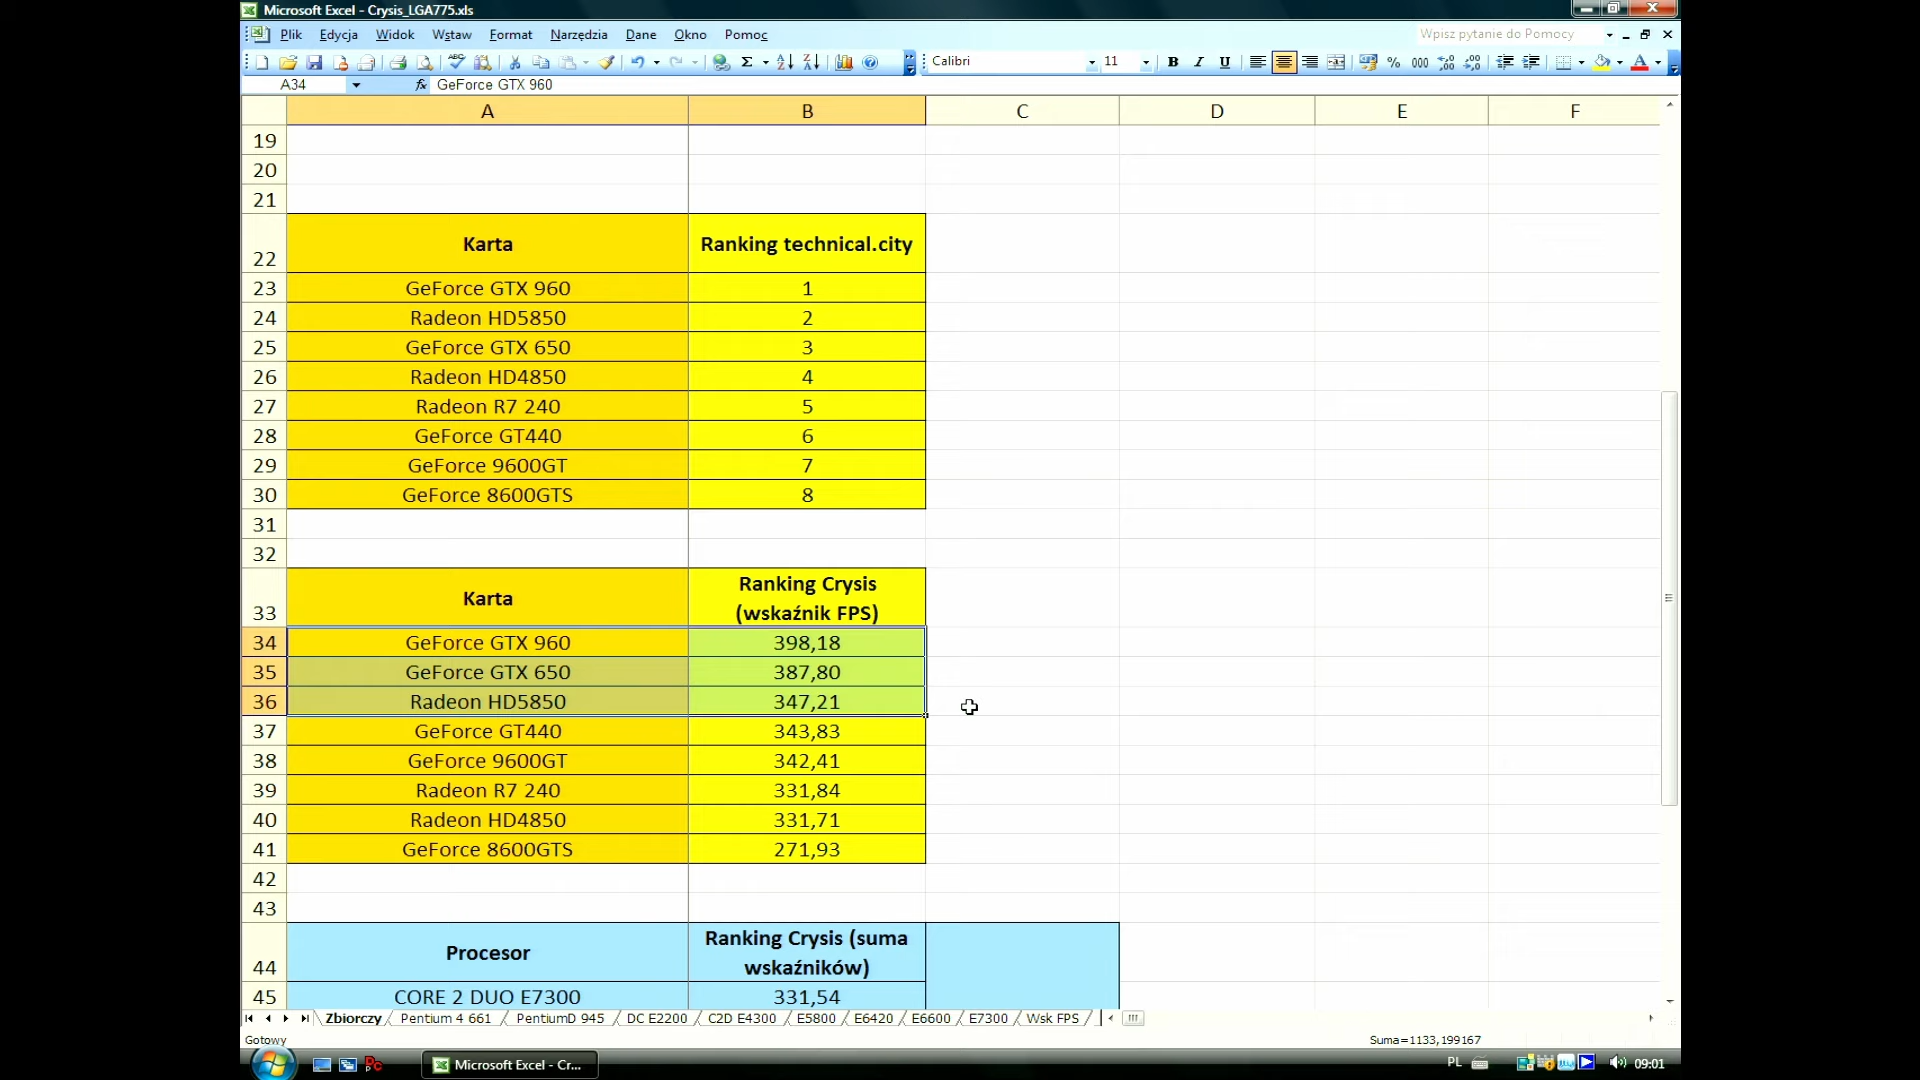 Microsoft Excel - Crysis_LGA775.xls
Plik Edycja Widok Wstaw Format Narzędzia Dane Okno Pomoc Wpisz pytanie do Pomocy
Calibri 11 B I U % 000
A34 fx GeForce GTX 960
A B C D E F
19
20
21
22 Karta Ranking technical.city
23 GeForce GTX 960 1
24 Radeon HD5850 2
25 GeForce GTX 650 3
26 Radeon HD4850 4
27 Radeon R7 240 5
28 GeForce GT440 6
29 GeForce 9600GT 7
30 GeForce 8600GTS 8
31
32
33 Karta Ranking Crysis
(wskaźnik FPS)
34 GeForce GTX 960 398,18
35 GeForce GTX 650 387,80
36 Radeon HD5850 347,21
37 GeForce GT440 343,83
38 GeForce 9600GT 342,41
39 Radeon R7 240 331,84
40 Radeon HD4850 331,71
41 GeForce 8600GTS 271,93
42
43
44 Procesor Ranking Crysis (suma
wskaźników)
45 CORE 2 DUO E7300 331,54
Zbiorczy Pentium 4 661 PentiumD 945 DC E2200 C2D E4300 E5800 E6420 E6600 E7300 Wsk FPS
Gotowy Suma=1133,199167
Microsoft Excel - Cr... PL 09:01